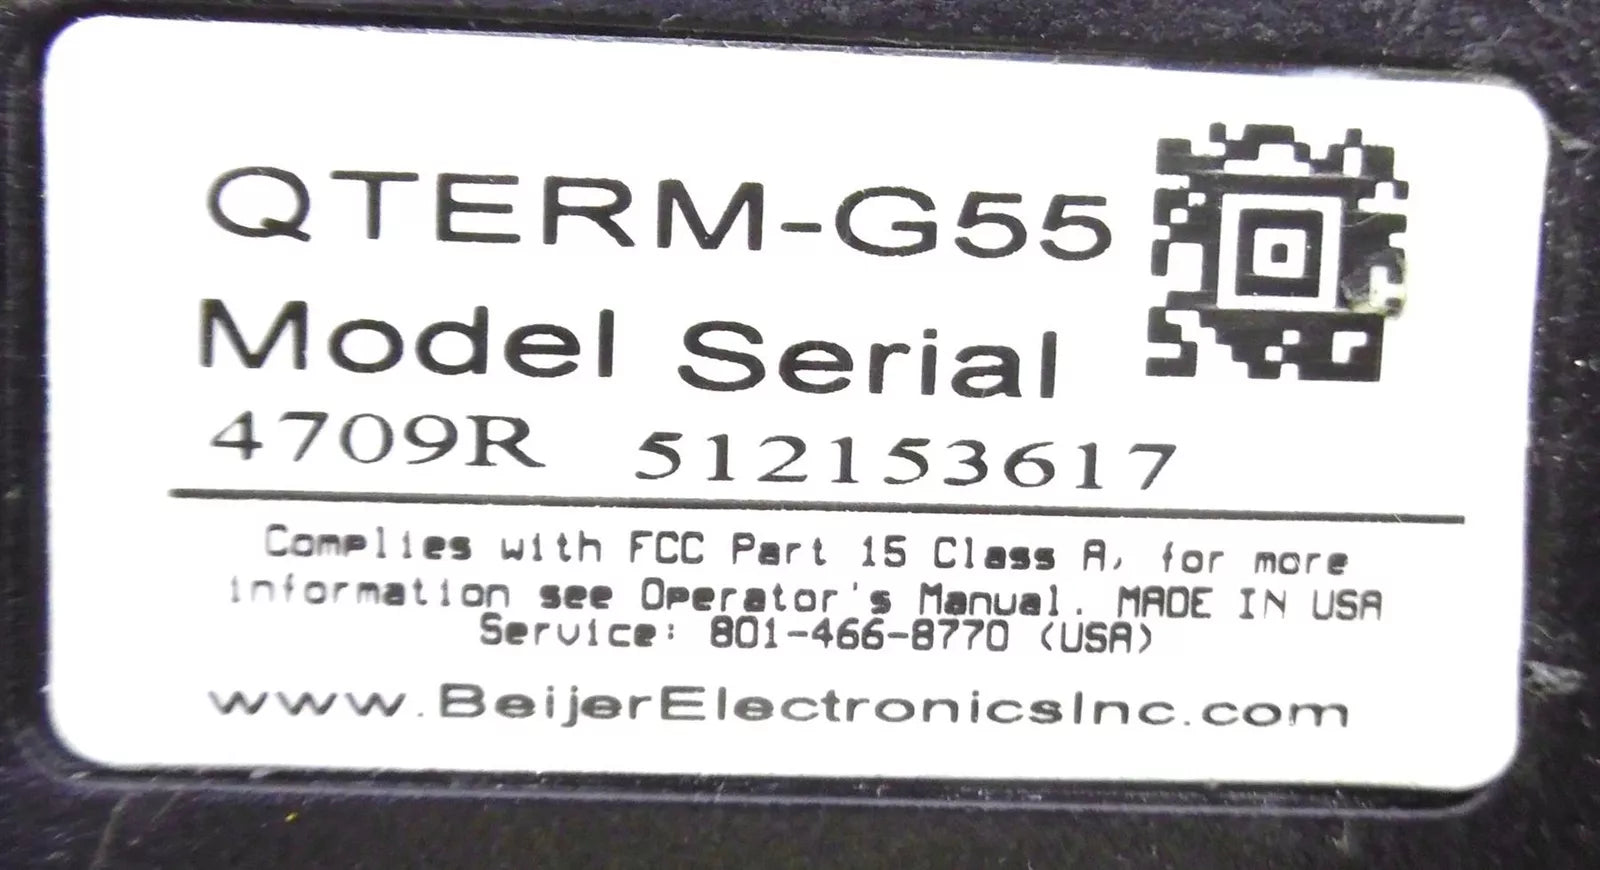 QTERM-G55
Model Serial
4709R 512153617
Complies with FCC Part 15 Class A, for more
information see Operator's Manual. MADE IN USA
Service: 801-466-8770 (USA)
www.BeijerElectronicsInc.com